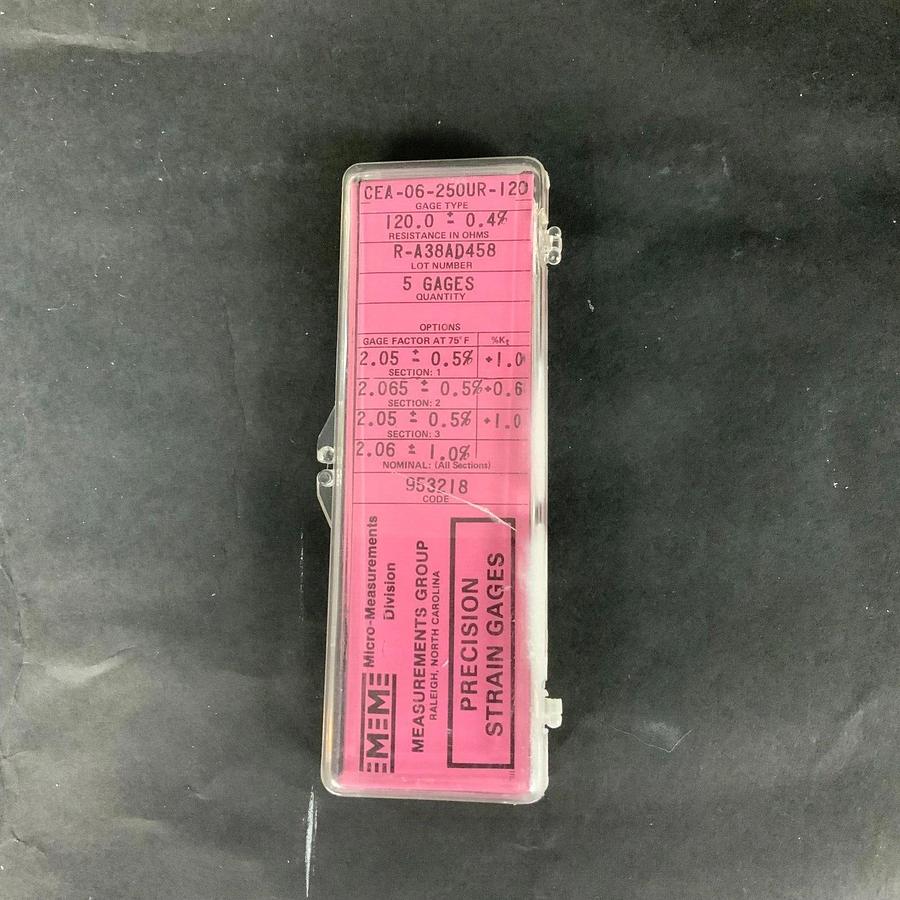 CEA-06-250UR-120
GAGE TYPE
120.0 ± 0.4%
RESISTANCE IN OHMS
R-A38AD458
LOT NUMBER
5 GAGES
QUANTITY
OPTIONS
GAGE FACTOR AT 75°F %Kt
2.05 ± 0.5% +1.0
SECTION: 1
2.065 ± 0.5% +0.6
SECTION: 2
2.05 ± 0.5% +1.0
SECTION: 3
2.06 ± 1.0%
NOMINAL: (All Sections)
953218
CODE
MM Micro-Measurements
Division
MEASUREMENTS GROUP
RALEIGH, NORTH CAROLINA
PRECISION
STRAIN GAGES